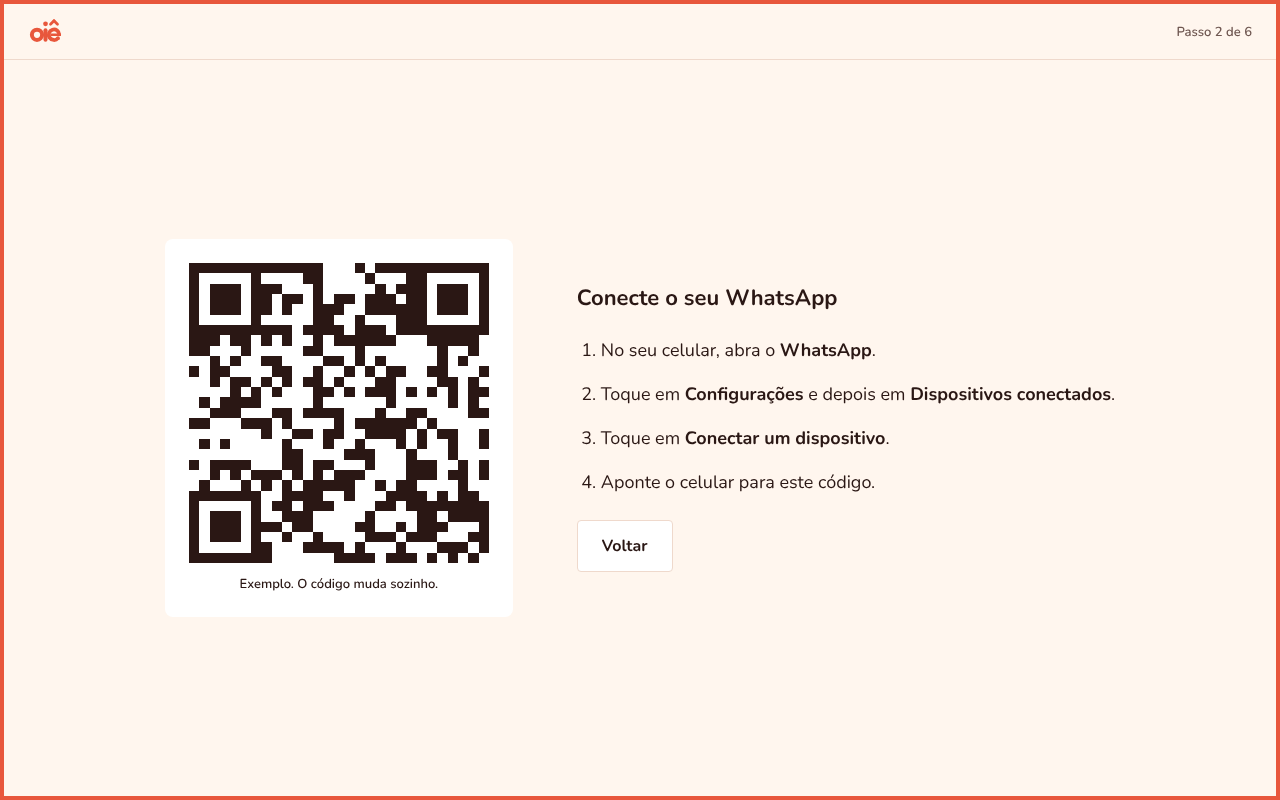 oiê
Passo 2 de 6
Conecte o seu WhatsApp
1. No seu celular, abra o WhatsApp.
2. Toque em Configurações e depois em Dispositivos conectados.
3. Toque em Conectar um dispositivo.
4. Aponte o celular para este código.
Voltar
Exemplo. O código muda sozinho.